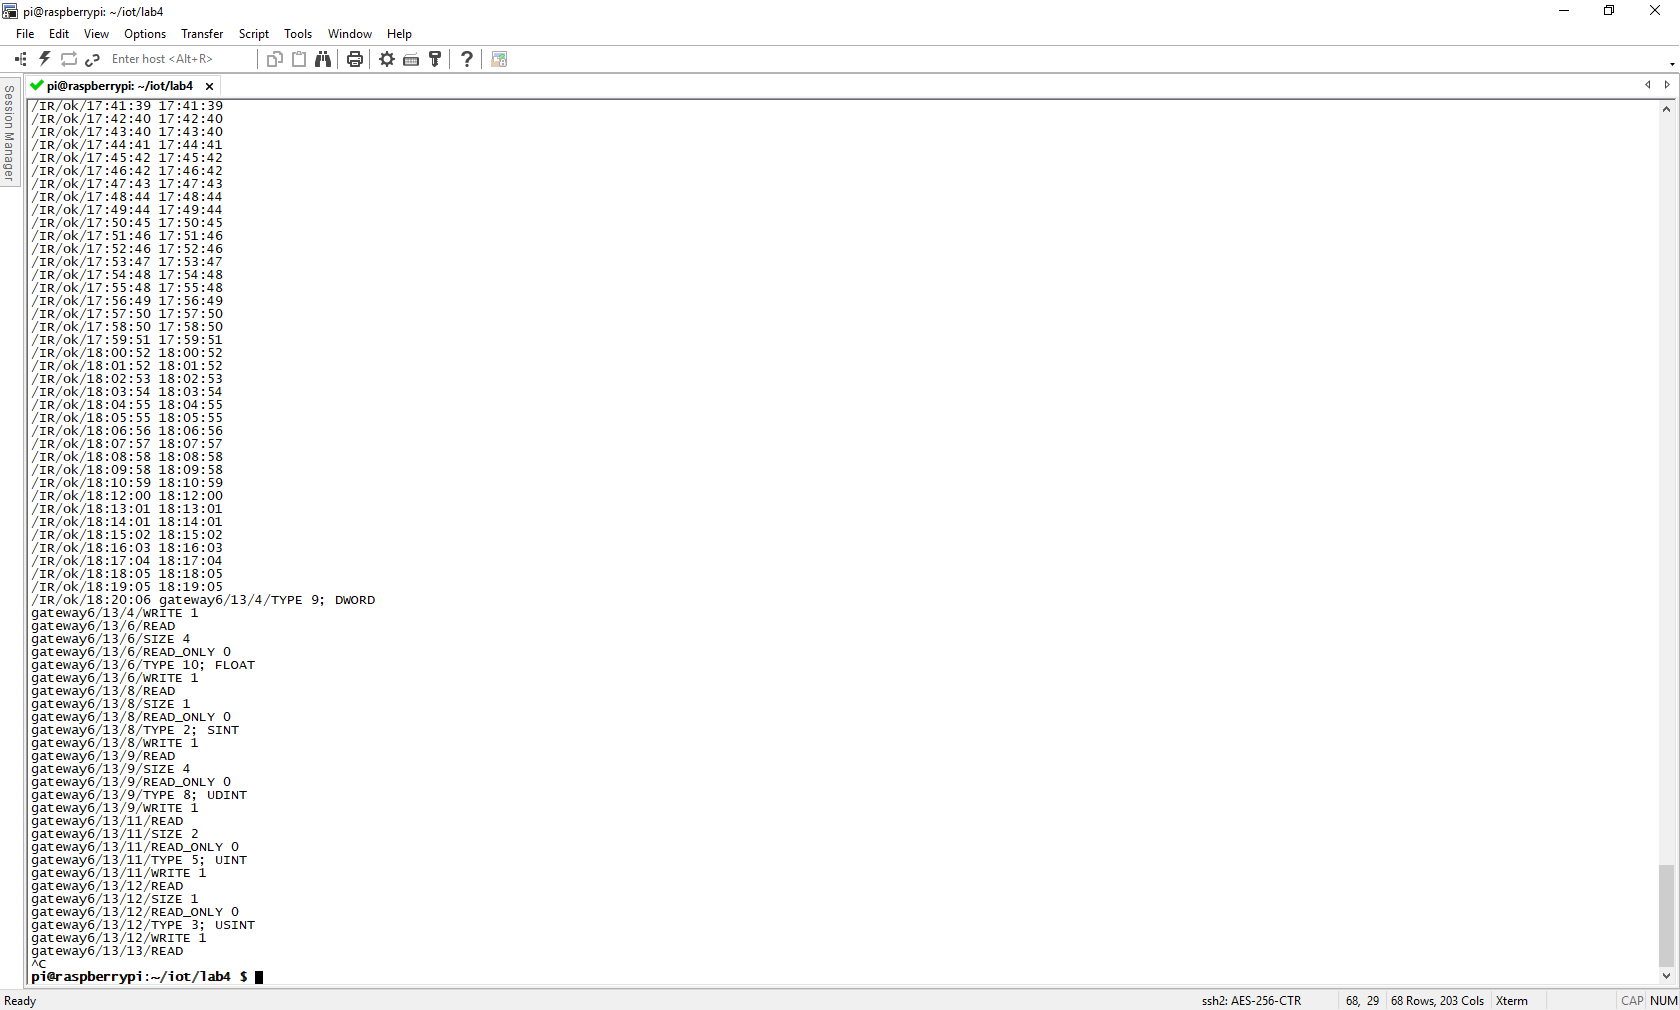 pi@raspberrypi: ~/iot/lab4
File Edit View Options Transfer Script Tools Window Help
Enter host <Alt+R>
Session Manager
pi@raspberrypi: ~/iot/lab4
/IR/ok/17:41:39 17:41:39
/IR/ok/17:42:40 17:42:40
/IR/ok/17:43:40 17:43:40
/IR/ok/17:44:41 17:44:41
/IR/ok/17:45:42 17:45:42
/IR/ok/17:46:42 17:46:42
/IR/ok/17:47:43 17:47:43
/IR/ok/17:48:44 17:48:44
/IR/ok/17:49:44 17:49:44
/IR/ok/17:50:45 17:50:45
/IR/ok/17:51:46 17:51:46
/IR/ok/17:52:46 17:52:46
/IR/ok/17:53:47 17:53:47
/IR/ok/17:54:48 17:54:48
/IR/ok/17:55:48 17:55:48
/IR/ok/17:56:49 17:56:49
/IR/ok/17:57:50 17:57:50
/IR/ok/17:58:50 17:58:50
/IR/ok/17:59:51 17:59:51
/IR/ok/18:00:52 18:00:52
/IR/ok/18:01:52 18:01:52
/IR/ok/18:02:53 18:02:53
/IR/ok/18:03:54 18:03:54
/IR/ok/18:04:55 18:04:55
/IR/ok/18:05:55 18:05:55
/IR/ok/18:06:56 18:06:56
/IR/ok/18:07:57 18:07:57
/IR/ok/18:08:58 18:08:58
/IR/ok/18:09:58 18:09:58
/IR/ok/18:10:59 18:10:59
/IR/ok/18:12:00 18:12:00
/IR/ok/18:13:01 18:13:01
/IR/ok/18:14:01 18:14:01
/IR/ok/18:15:02 18:15:02
/IR/ok/18:16:03 18:16:03
/IR/ok/18:17:04 18:17:04
/IR/ok/18:18:05 18:18:05
/IR/ok/18:19:05 18:19:05
/IR/ok/18:20:06 gateway6/13/4/TYPE 9; DWORD
gateway6/13/4/WRITE 1
gateway6/13/6/READ
gateway6/13/6/SIZE 4
gateway6/13/6/READ_ONLY 0
gateway6/13/6/TYPE 10; FLOAT
gateway6/13/6/WRITE 1
gateway6/13/8/READ
gateway6/13/8/SIZE 1
gateway6/13/8/READ_ONLY 0
gateway6/13/8/TYPE 2; SINT
gateway6/13/8/WRITE 1
gateway6/13/9/READ
gateway6/13/9/SIZE 4
gateway6/13/9/READ_ONLY 0
gateway6/13/9/TYPE 8; UDINT
gateway6/13/9/WRITE 1
gateway6/13/11/READ
gateway6/13/11/SIZE 2
gateway6/13/11/READ_ONLY 0
gateway6/13/11/TYPE 5; UINT
gateway6/13/11/WRITE 1
gateway6/13/12/READ
gateway6/13/12/SIZE 1
gateway6/13/12/READ_ONLY 0
gateway6/13/12/TYPE 3; USINT
gateway6/13/12/WRITE 1
gateway6/13/13/READ
^C
pi@raspberrypi:~/iot/lab4 $
Ready ssh2: AES-256-CTR 68, 29 68 Rows, 203 Cols Xterm CAP NUM